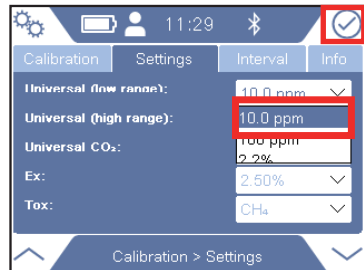 11:29
Calibration Settings Interval Info
Universal (low range): 10.0 ppm
Universal (high range): 10.0 ppm
100 ppm
Universal CO₂: 2.2%
Ex: 2.50%
Tox: CH₄
Calibration > Settings